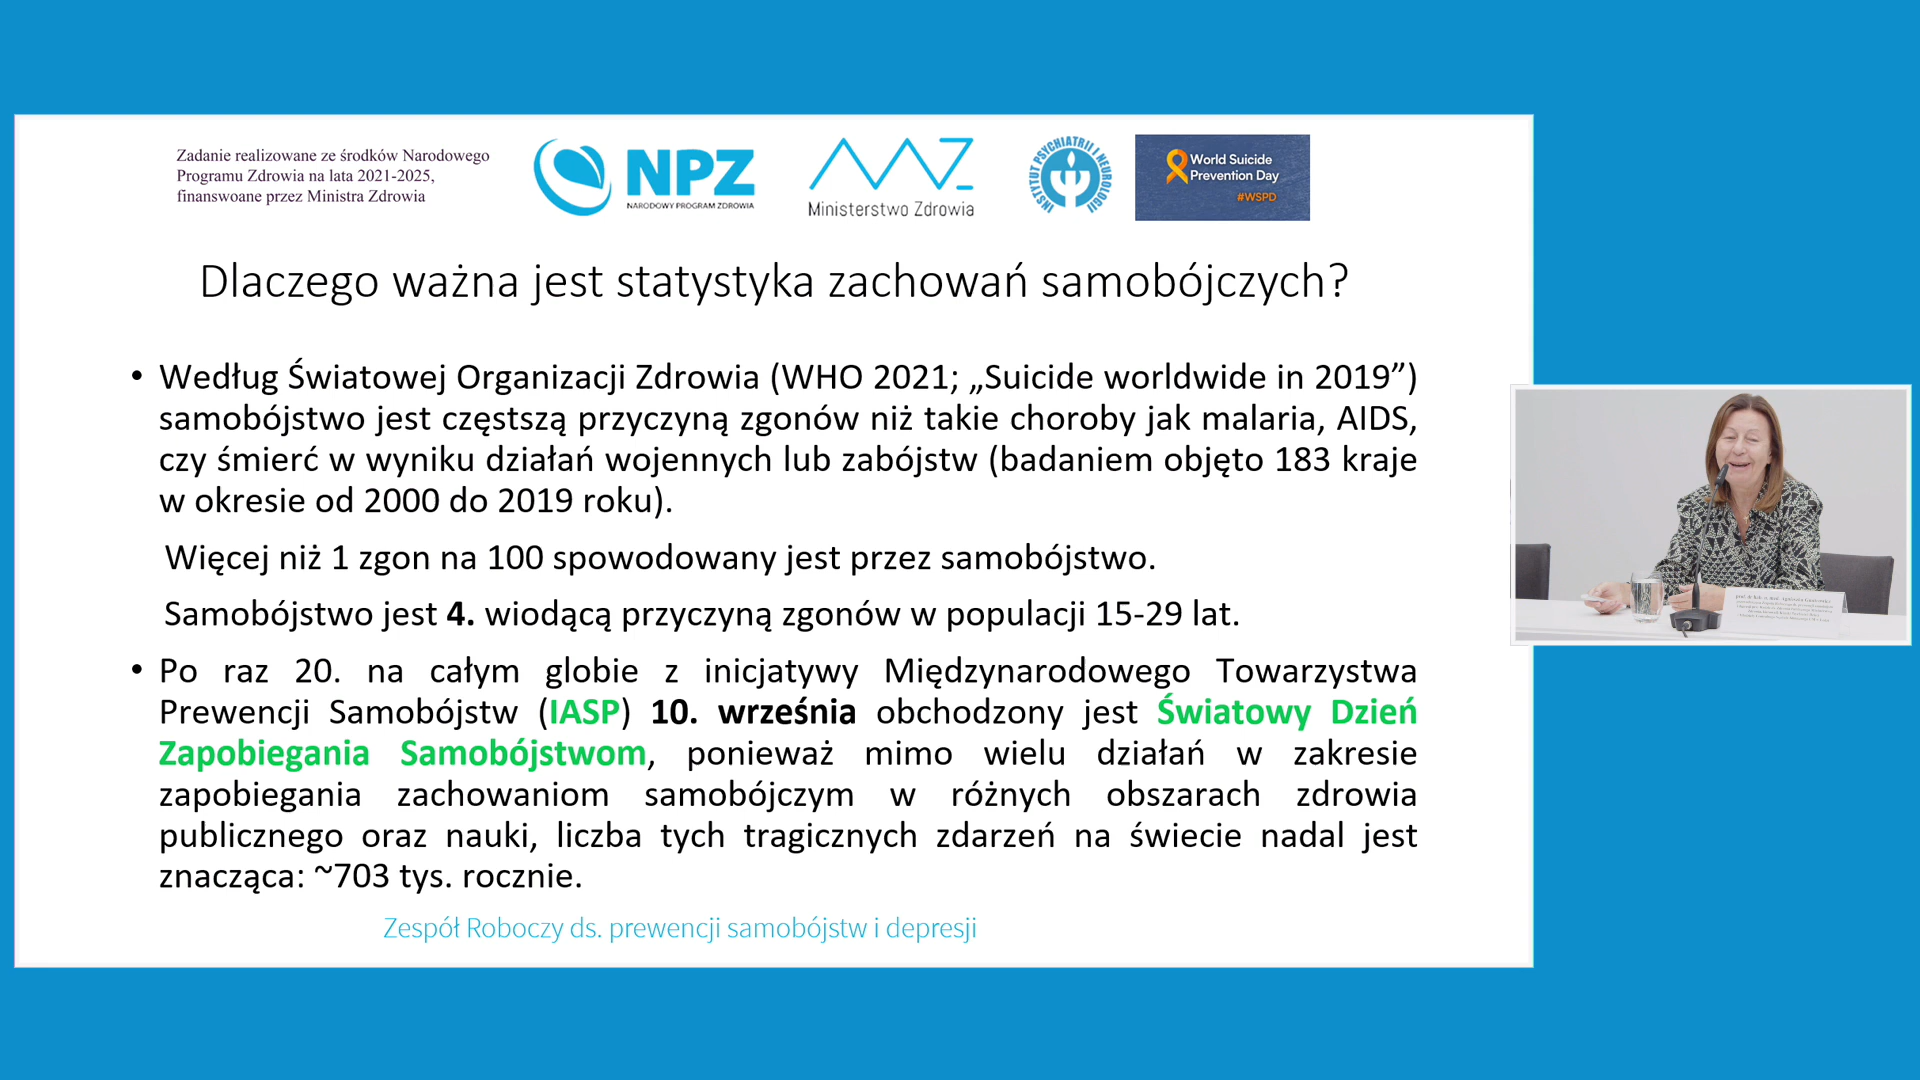 Zadanie realizowane ze środków Narodowego
Programu Zdrowia na lata 2021-2025,
finanswoane przez Ministra Zdrowia
NPZ
NARODOWY PROGRAM ZDROWIA
Ministerstwo Zdrowia
INSTYTUT PSYCHIATRII I NEUROLOGII
World Suicide
Prevention Day
#WSPD
Dlaczego ważna jest statystyka zachowań samobójczych?
• Według Światowej Organizacji Zdrowia (WHO 2021; „Suicide worldwide in 2019”)
samobójstwo jest częstszą przyczyną zgonów niż takie choroby jak malaria, AIDS,
czy śmierć w wyniku działań wojennych lub zabójstw (badaniem objęto 183 kraje
w okresie od 2000 do 2019 roku).
Więcej niż 1 zgon na 100 spowodowany jest przez samobójstwo.
Samobójstwo jest 4. wiodącą przyczyną zgonów w populacji 15-29 lat.
• Po raz 20. na całym globie z inicjatywy Międzynarodowego Towarzystwa
Prewencji Samobójstw (IASP) 10. września obchodzony jest Światowy Dzień
Zapobiegania Samobójstwom, ponieważ mimo wielu działań w zakresie
zapobiegania zachowaniom samobójczym w różnych obszarach zdrowia
publicznego oraz nauki, liczba tych tragicznych zdarzeń na świecie nadal jest
znacząca: ~703 tys. rocznie.
Zespół Roboczy ds. prewencji samobójstw i depresji